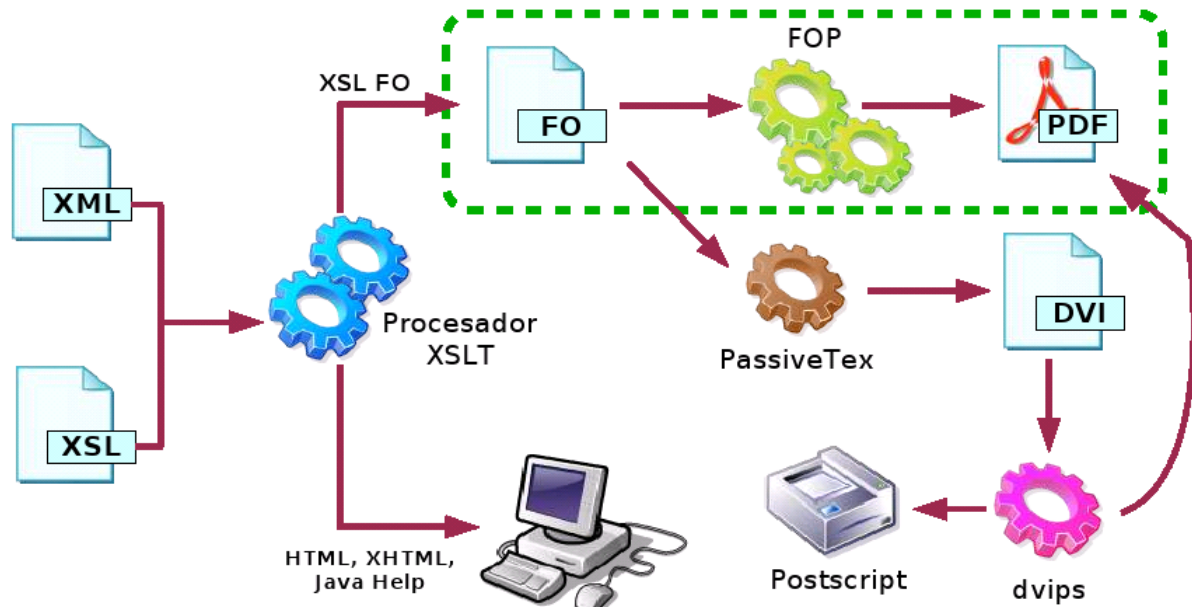 FOP
XSL FO
FO
PDF
XML
Procesador
XSLT
DVI
PassiveTex
XSL
HTML, XHTML,
Java Help
Postscript
dvips